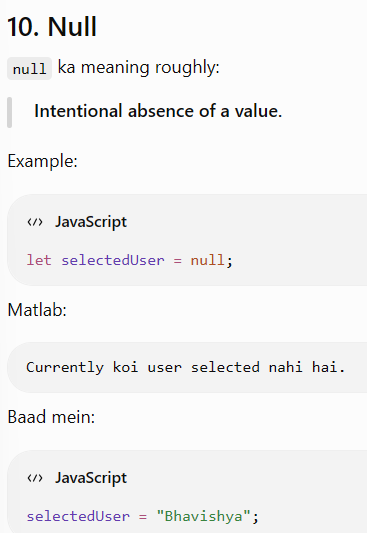 10. Null
null ka meaning roughly:
Intentional absence of a value.
Example:
</> JavaScript
let selectedUser = null;
Matlab:
Currently koi user selected nahi hai.
Baad mein:
</> JavaScript
selectedUser = "Bhavishya";